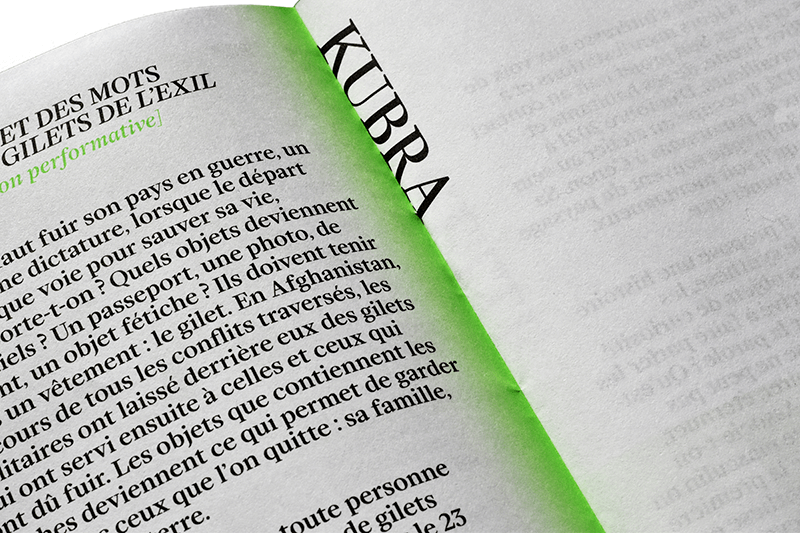 ET DES MOTS
GILETS DE L'EXIL
on performative]
aut fuir son pays en guerre, un
ne dictature, lorsque le départ
que voie pour sauver sa vie,
orte-t-on ? Quels objets deviennent
iels ? Un passeport, une photo, de
nt, un objet fétiche ? Ils doivent tenir
un vêtement : le gilet. En Afghanistan,
cours de tous les conflits traversés, les
litaires ont laissé derrière eux des gilets
ui ont servi ensuite à celles et ceux qui
nt dû fuir. Les objets que contiennent les
hes deviennent ce qui permet de garder
ceux que l'on quitte : sa famille,
erre.
toute personne
de gilets
le 23
KUBRA